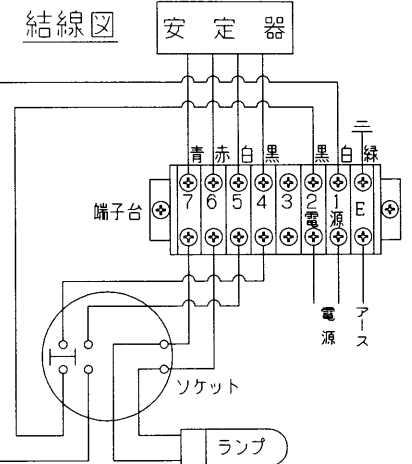 結線図
安定器
青赤白黒 黒白緑
端子台
7 6 5 4 3 2 1 E
電源
電源
アース
ソケット
ランプ